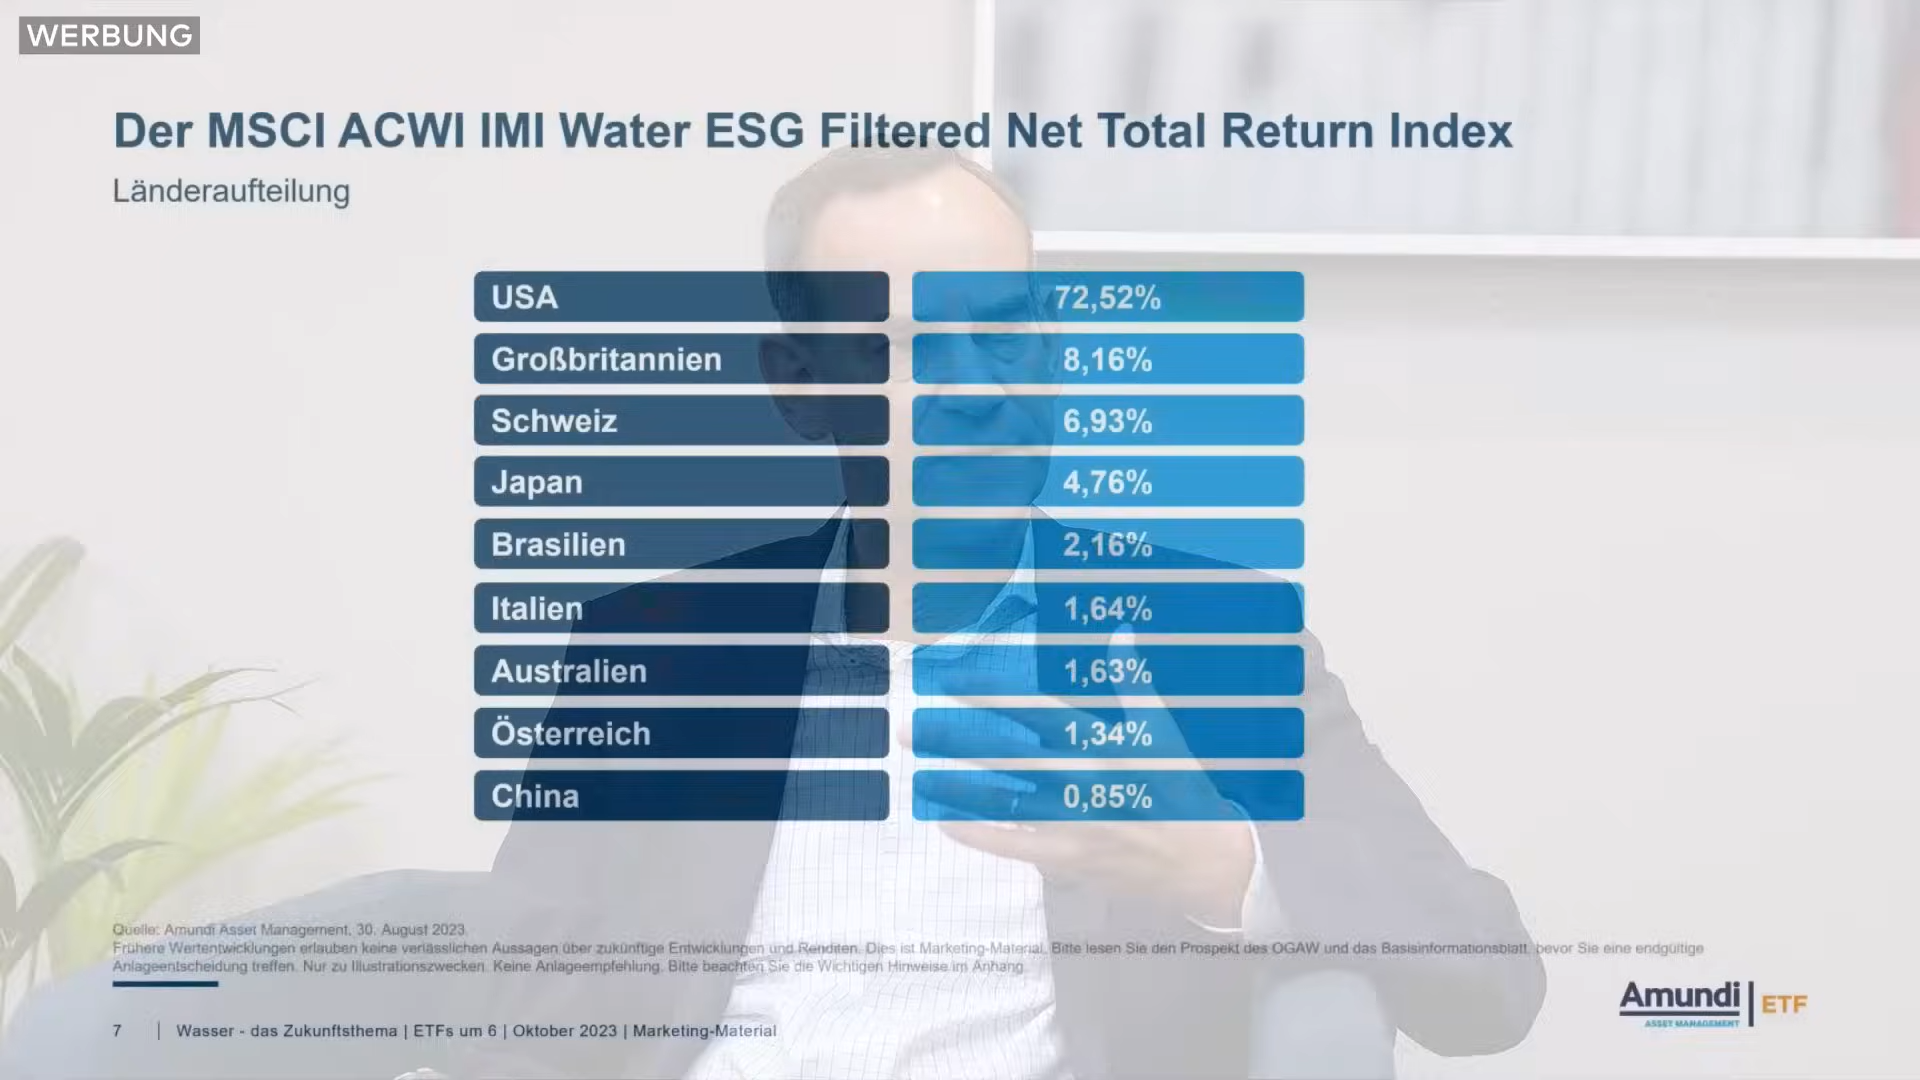 WERBUNG
Der MSCI ACWI IMI Water ESG Filtered Net Total Return Index
Länderaufteilung
USA 72,52%
Großbritannien 8,16%
Schweiz 6,93%
Japan 4,76%
Brasilien 2,16%
Italien 1,64%
Australien 1,63%
Österreich 1,34%
China 0,85%
Quelle: Amundi Asset Management, 30. August 2023.
Frühere Wertentwicklungen erlauben keine verlässlichen Aussagen über zukünftige Entwicklungen und Renditen. Dies ist Marketing-Material. Bitte lesen Sie den Prospekt des OGAW und das Basisinformationsblatt, bevor Sie eine endgültige
Anlageentscheidung treffen. Nur zu Illustrationszwecken. Keine Anlageempfehlung. Bitte beachten Sie die Wichtigen Hinweise im Anhang.
7 | Wasser - das Zukunftsthema | ETFs um 6 | Oktober 2023 | Marketing-Material
Amundi | ETF
ASSET MANAGEMENT